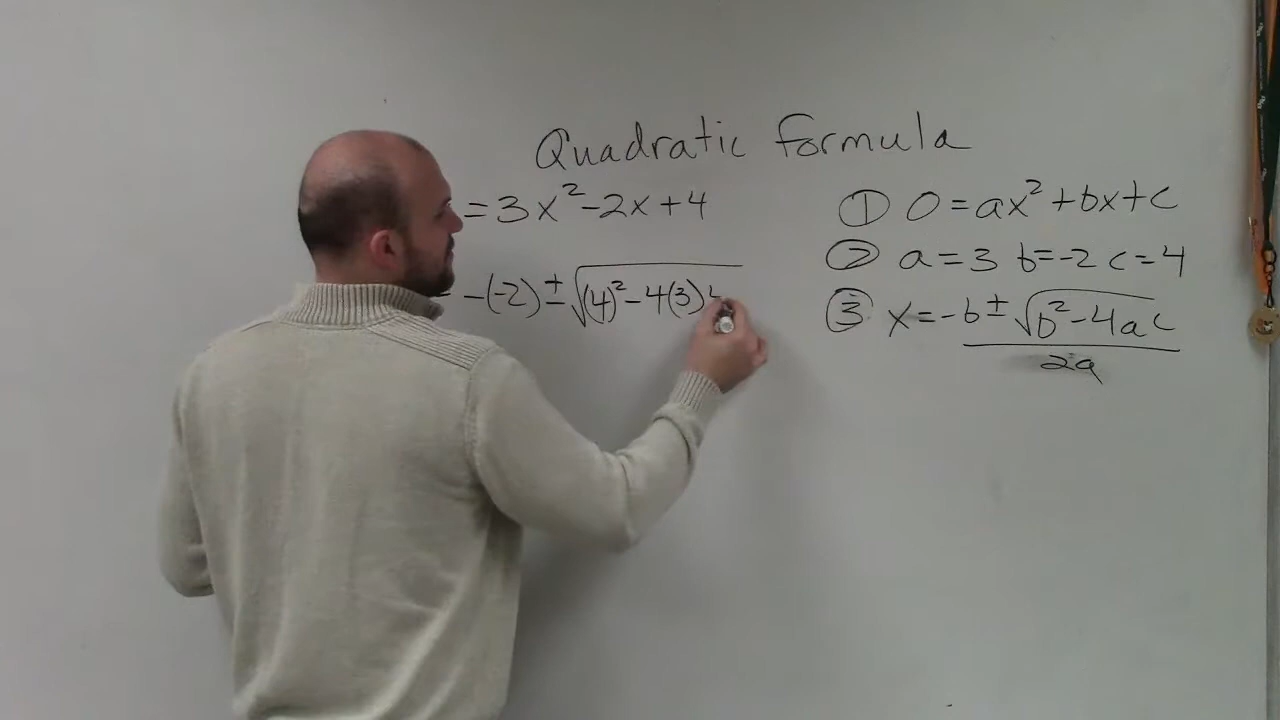 Quadratic formula
=3x²-2x+4
-(-2)±√(4)²-4(3)
① 0=ax²+bx+c
② a=3 b=-2 c=4
③ x=-b±√b²-4ac
2a